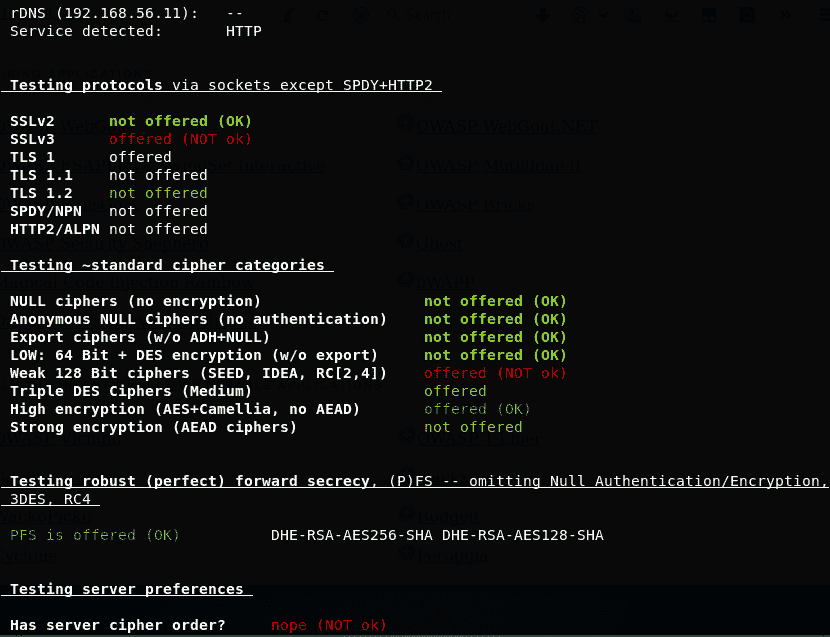 rDNS (192.168.56.11):   --
Service detected:       HTTP
Testing protocols via sockets except SPDY+HTTP2
SSLv2      not offered (OK)
SSLv3      offered (NOT ok)
TLS 1      offered
TLS 1.1    not offered
TLS 1.2    not offered
SPDY/NPN   not offered
HTTP2/ALPN not offered
Testing ~standard cipher categories
NULL ciphers (no encryption)                  not offered (OK)
Anonymous NULL Ciphers (no authentication)    not offered (OK)
Export ciphers (w/o ADH+NULL)                 not offered (OK)
LOW: 64 Bit + DES encryption (w/o export)     not offered (OK)
Weak 128 Bit ciphers (SEED, IDEA, RC[2,4])    offered (NOT ok)
Triple DES Ciphers (Medium)                   offered
High encryption (AES+Camellia, no AEAD)       offered (OK)
Strong encryption (AEAD ciphers)              not offered
Testing robust (perfect) forward secrecy, (P)FS -- omitting Null Authentication/Encryption,
3DES, RC4
PFS is offered (OK)          DHE-RSA-AES256-SHA DHE-RSA-AES128-SHA
Testing server preferences
Has server cipher order?     nope (NOT ok)